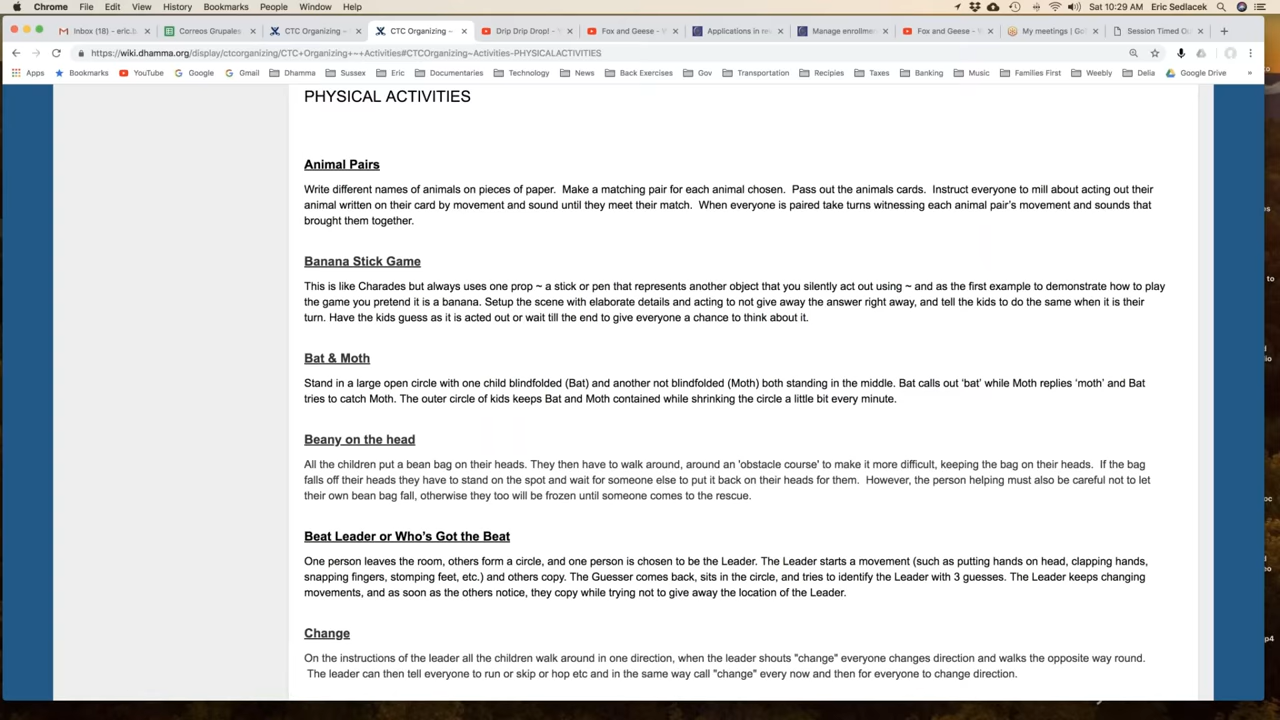 Chrome File Edit View History Bookmarks People Window Help Sat 10:29 AM Eric Sedlacek
Inbox (18) - eric.b Correos Grupales CTC Organizing ~ CTC Organizing ~ Drip Drip Drop! - Y Fox and Geese - Applications in re Manage enrollme Fox and Geese - My meetings | Go Session Timed O
https://wiki.dhamma.org/display/ctcorganizing/CTC+Organizing+~+Activities#CTCOrganizing~Activities-PHYSICALACTIVITIES
Apps Bookmarks YouTube Google Gmail Dhamma Sussex Eric Documentaries Technology News Back Exercises Gov Transportation Recipies Taxes Banking Music Families First Weebly Delia Google Drive »
PHYSICAL ACTIVITIES
Animal Pairs
Write different names of animals on pieces of paper. Make a matching pair for each animal chosen. Pass out the animals cards. Instruct everyone to mill about acting out their
animal written on their card by movement and sound until they meet their match. When everyone is paired take turns witnessing each animal pair's movement and sounds that
brought them together.
Banana Stick Game
This is like Charades but always uses one prop ~ a stick or pen that represents another object that you silently act out using ~ and as the first example to demonstrate how to play
the game you pretend it is a banana. Setup the scene with elaborate details and acting to not give away the answer right away, and tell the kids to do the same when it is their
turn. Have the kids guess as it is acted out or wait till the end to give everyone a chance to think about it.
Bat & Moth
Stand in a large open circle with one child blindfolded (Bat) and another not blindfolded (Moth) both standing in the middle. Bat calls out 'bat' while Moth replies 'moth' and Bat
tries to catch Moth. The outer circle of kids keeps Bat and Moth contained while shrinking the circle a little bit every minute.
Beany on the head
All the children put a bean bag on their heads. They then have to walk around, around an 'obstacle course' to make it more difficult, keeping the bag on their heads. If the bag
falls off their heads they have to stand on the spot and wait for someone else to put it back on their heads for them. However, the person helping must also be careful not to let
their own bean bag fall, otherwise they too will be frozen until someone comes to the rescue.
Beat Leader or Who's Got the Beat
One person leaves the room, others form a circle, and one person is chosen to be the Leader. The Leader starts a movement (such as putting hands on head, clapping hands,
snapping fingers, stomping feet, etc.) and others copy. The Guesser comes back, sits in the circle, and tries to identify the Leader with 3 guesses. The Leader keeps changing
movements, and as soon as the others notice, they copy while trying not to give away the location of the Leader.
Change
On the instructions of the leader all the children walk around in one direction, when the leader shouts "change" everyone changes direction and walks the opposite way round.
The leader can then tell everyone to run or skip or hop etc and in the same way call "change" every now and then for everyone to change direction.